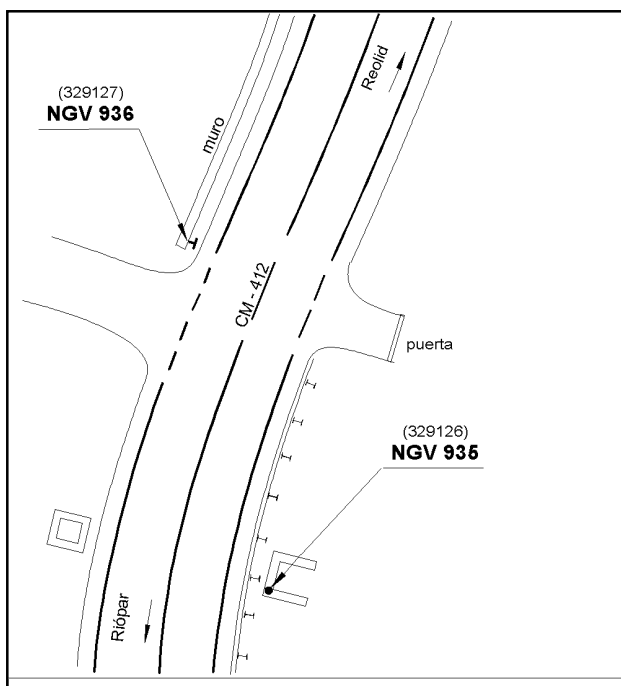 Reolid
(329127)
NGV 936
muro
CM - 412
puerta
(329126)
NGV 935
Riópar